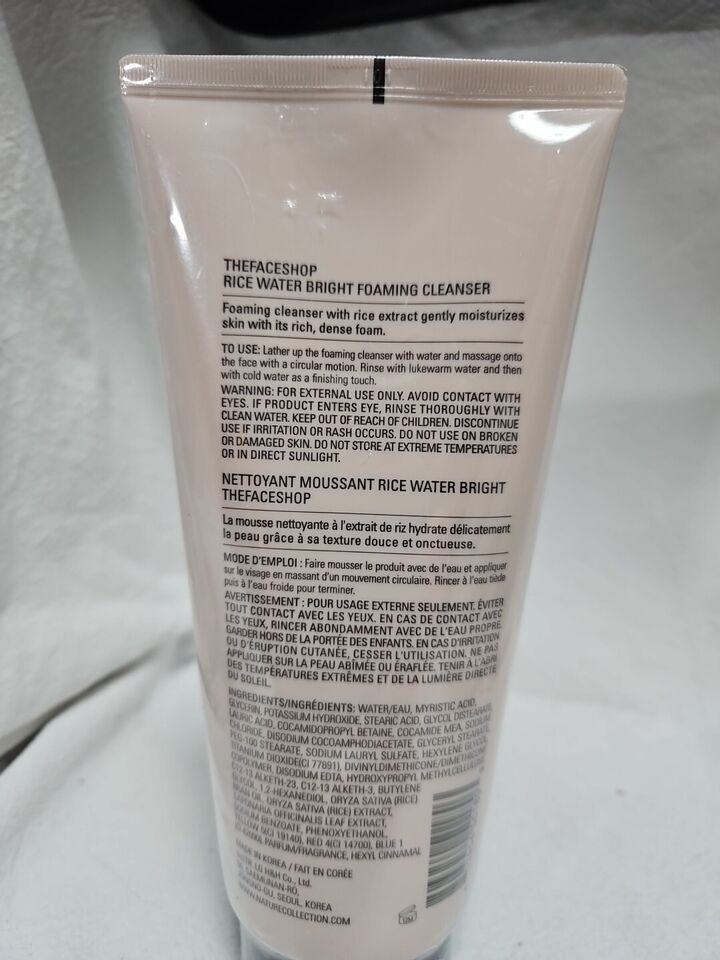 THEFACESHOP
RICE WATER BRIGHT FOAMING CLEANSER
Foaming cleanser with rice extract gently moisturizes
skin with its rich, dense foam.
TO USE: Lather up the foaming cleanser with water and massage onto
the face with a circular motion. Rinse with lukewarm water and then
with cold water as a finishing touch.
WARNING: FOR EXTERNAL USE ONLY. AVOID CONTACT WITH
EYES. IF PRODUCT ENTERS EYE, RINSE THOROUGHLY WITH
CLEAN WATER. KEEP OUT OF REACH OF CHILDREN. DISCONTINUE
USE IF IRRITATION OR RASH OCCURS. DO NOT USE ON BROKEN
OR DAMAGED SKIN. DO NOT STORE AT EXTREME TEMPERATURES
OR IN DIRECT SUNLIGHT.
NETTOYANT MOUSSANT RICE WATER BRIGHT
THEFACESHOP
La mousse nettoyante à l'extrait de riz hydrate délicatement
la peau grâce à sa texture douce et onctueuse.
MODE D'EMPLOI : Faire mousser le produit avec de l'eau et appliquer
sur le visage en massant d'un mouvement circulaire. Rincer à l'eau tiède
puis à l'eau froide pour terminer.
AVERTISSEMENT : POUR USAGE EXTERNE SEULEMENT. ÉVITER
TOUT CONTACT AVEC LES YEUX. EN CAS DE CONTACT AVEC
LES YEUX, RINCER ABONDAMMENT AVEC DE L'EAU PROPRE.
GARDER HORS DE LA PORTÉE DES ENFANTS. EN CAS D'IRRITATION
OU D'ÉRUPTION CUTANÉE, CESSER L'UTILISATION. NE PAS
APPLIQUER SUR LA PEAU ABÎMÉE OU ÉRAFLÉE. TENIR À L'ABRI
DES TEMPÉRATURES EXTRÊMES ET DE LA LUMIÈRE DIRECTE
DU SOLEIL.
INGREDIENTS/INGRÉDIENTS: WATER/EAU, MYRISTIC ACID,
GLYCERIN, POTASSIUM HYDROXIDE, STEARIC ACID, GLYCOL DISTEARATE,
LAURIC ACID, COCAMIDOPROPYL BETAINE, COCAMIDE MEA, SODIUM
CHLORIDE, DISODIUM COCOAMPHODIACETATE, GLYCERYL STEARATE,
PEG-100 STEARATE, SODIUM LAURYL SULFATE, HEXYLENE GLYCOL,
TITANIUM DIOXIDE(CI 77891), DIVINYLDIMETHICONE/DIMETHICONE
COPOLYMER, DISODIUM EDTA, HYDROXYPROPYL METHYLCELLULOSE,
C12-13 ALKETH-23, C12-13 ALKETH-3, BUTYLENE
GLYCOL, 1,2-HEXANEDIOL, ORYZA SATIVA (RICE)
BRAN OIL, ORYZA SATIVA (RICE) EXTRACT,
SAPONARIA OFFICINALIS LEAF EXTRACT,
SODIUM BENZOATE, PHENOXYETHANOL,
YELLOW 5(CI 19140), RED 4(CI 14700), BLUE 1
PARFUM/FRAGRANCE, HEXYL CINNAMAL
MADE IN KOREA / FAIT EN CORÉE
LG H&H Co., Ltd.
SAEMUNAN-RO,
JONGNO-GU, SEOUL, KOREA
WWW.NATURECOLLECTION.COM
12M